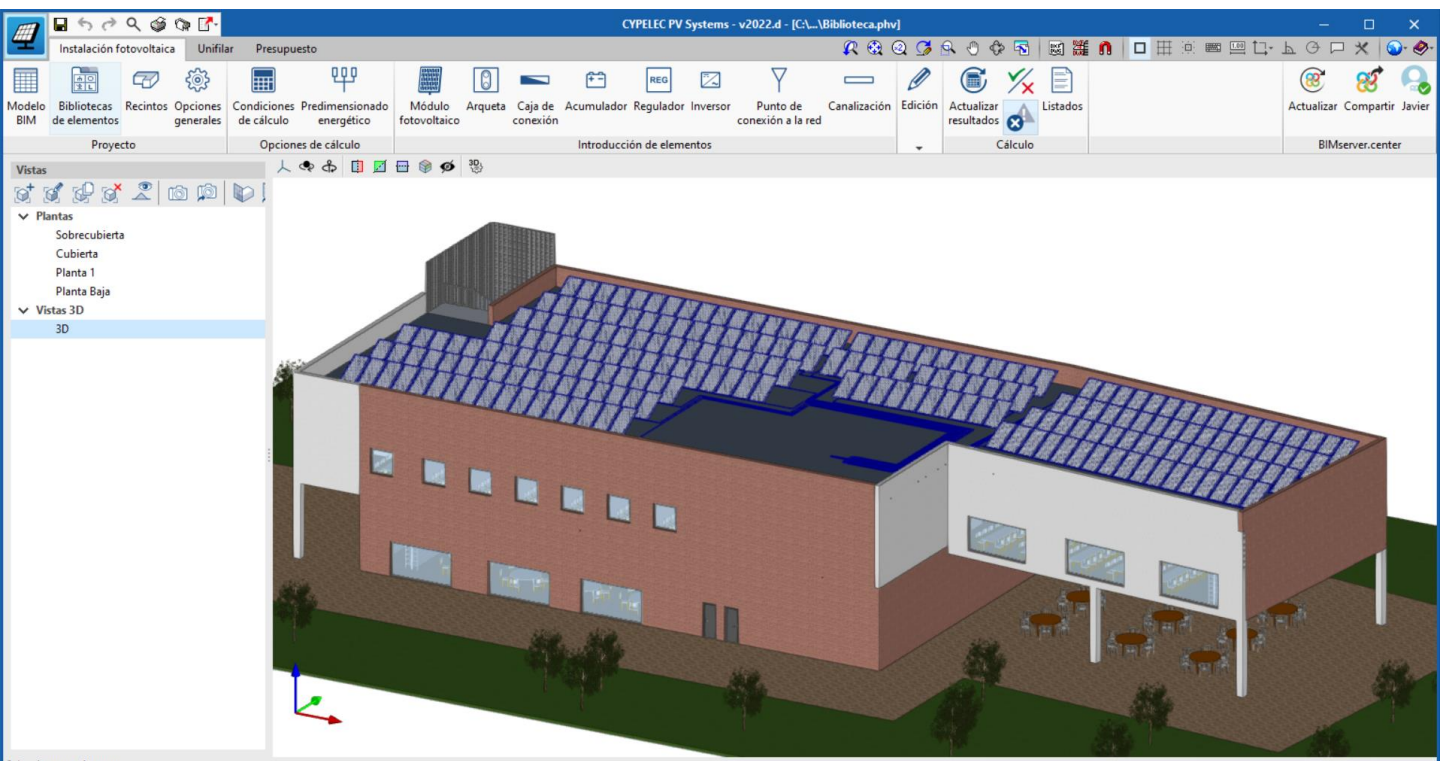 CYPELEC PV Systems - v2022.d - [C:\...\Biblioteca.phv]
Instalación fotovoltaica Unifilar Presupuesto
Modelo BIM
Bibliotecas de elementos
Recintos
Opciones generales
Condiciones de cálculo
Predimensionado energético
Módulo fotovoltaico
Arqueta
Caja de conexión
Acumulador
REG
Regulador
Inversor
Punto de conexión a la red
Canalización
Edición
Actualizar resultados
Listados
Actualizar
Compartir
Javier
Proyecto
Opciones de cálculo
Introducción de elementos
Cálculo
BIMserver.center
Vistas
3D
Plantas
Sobrecubierta
Cubierta
Planta 1
Planta Baja
Vistas 3D
3D